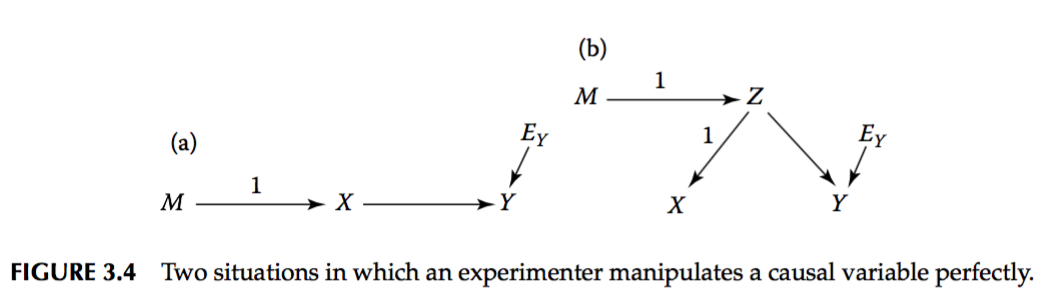 (b)
M 1 Z
(a) 1 E_Y E_Y
M 1 X Y X Y
FIGURE 3.4 Two situations in which an experimenter manipulates a causal variable perfectly.